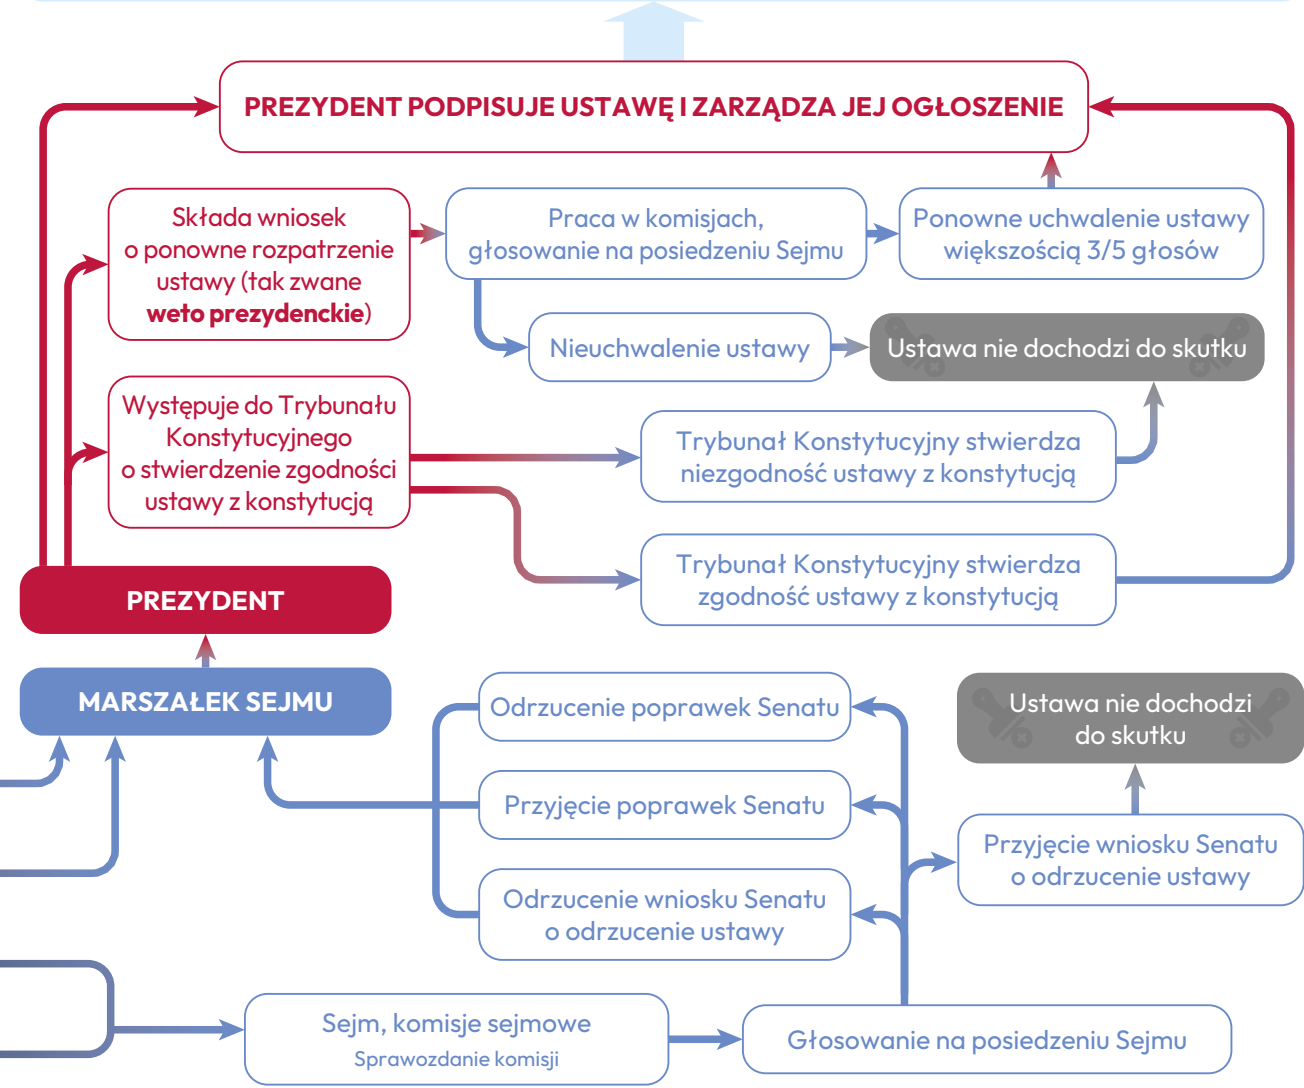 PREZYDENT PODPISUJE USTAWĘ I ZARZĄDZA JEJ OGŁOSZENIE
Składa wniosek
o ponowne rozpatrzenie
ustawy (tak zwane
weto prezydenckie)
Praca w komisjach,
głosowanie na posiedzeniu Sejmu
Ponowne uchwalenie ustawy
większością 3/5 głosów
Nieuchwalenie ustawy
Ustawa nie dochodzi do skutku
Występuje do Trybunału
Konstytucyjnego
o stwierdzenie zgodności
ustawy z konstytucją
Trybunał Konstytucyjny stwierdza
niezgodność ustawy z konstytucją
Trybunał Konstytucyjny stwierdza
zgodność ustawy z konstytucją
PREZYDENT
MARSZAŁEK SEJMU
Odrzucenie poprawek Senatu
Ustawa nie dochodzi
do skutku
Przyjęcie poprawek Senatu
Przyjęcie wniosku Senatu
o odrzucenie ustawy
Odrzucenie wniosku Senatu
o odrzucenie ustawy
Sejm, komisje sejmowe
Sprawozdanie komisji
Głosowanie na posiedzeniu Sejmu